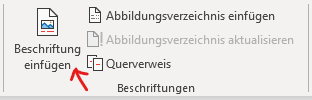 Beschriftung
einfügen
Abbildungsverzeichnis einfügen
Abbildungsverzeichnis aktualisieren
Querverweis
Beschriftungen